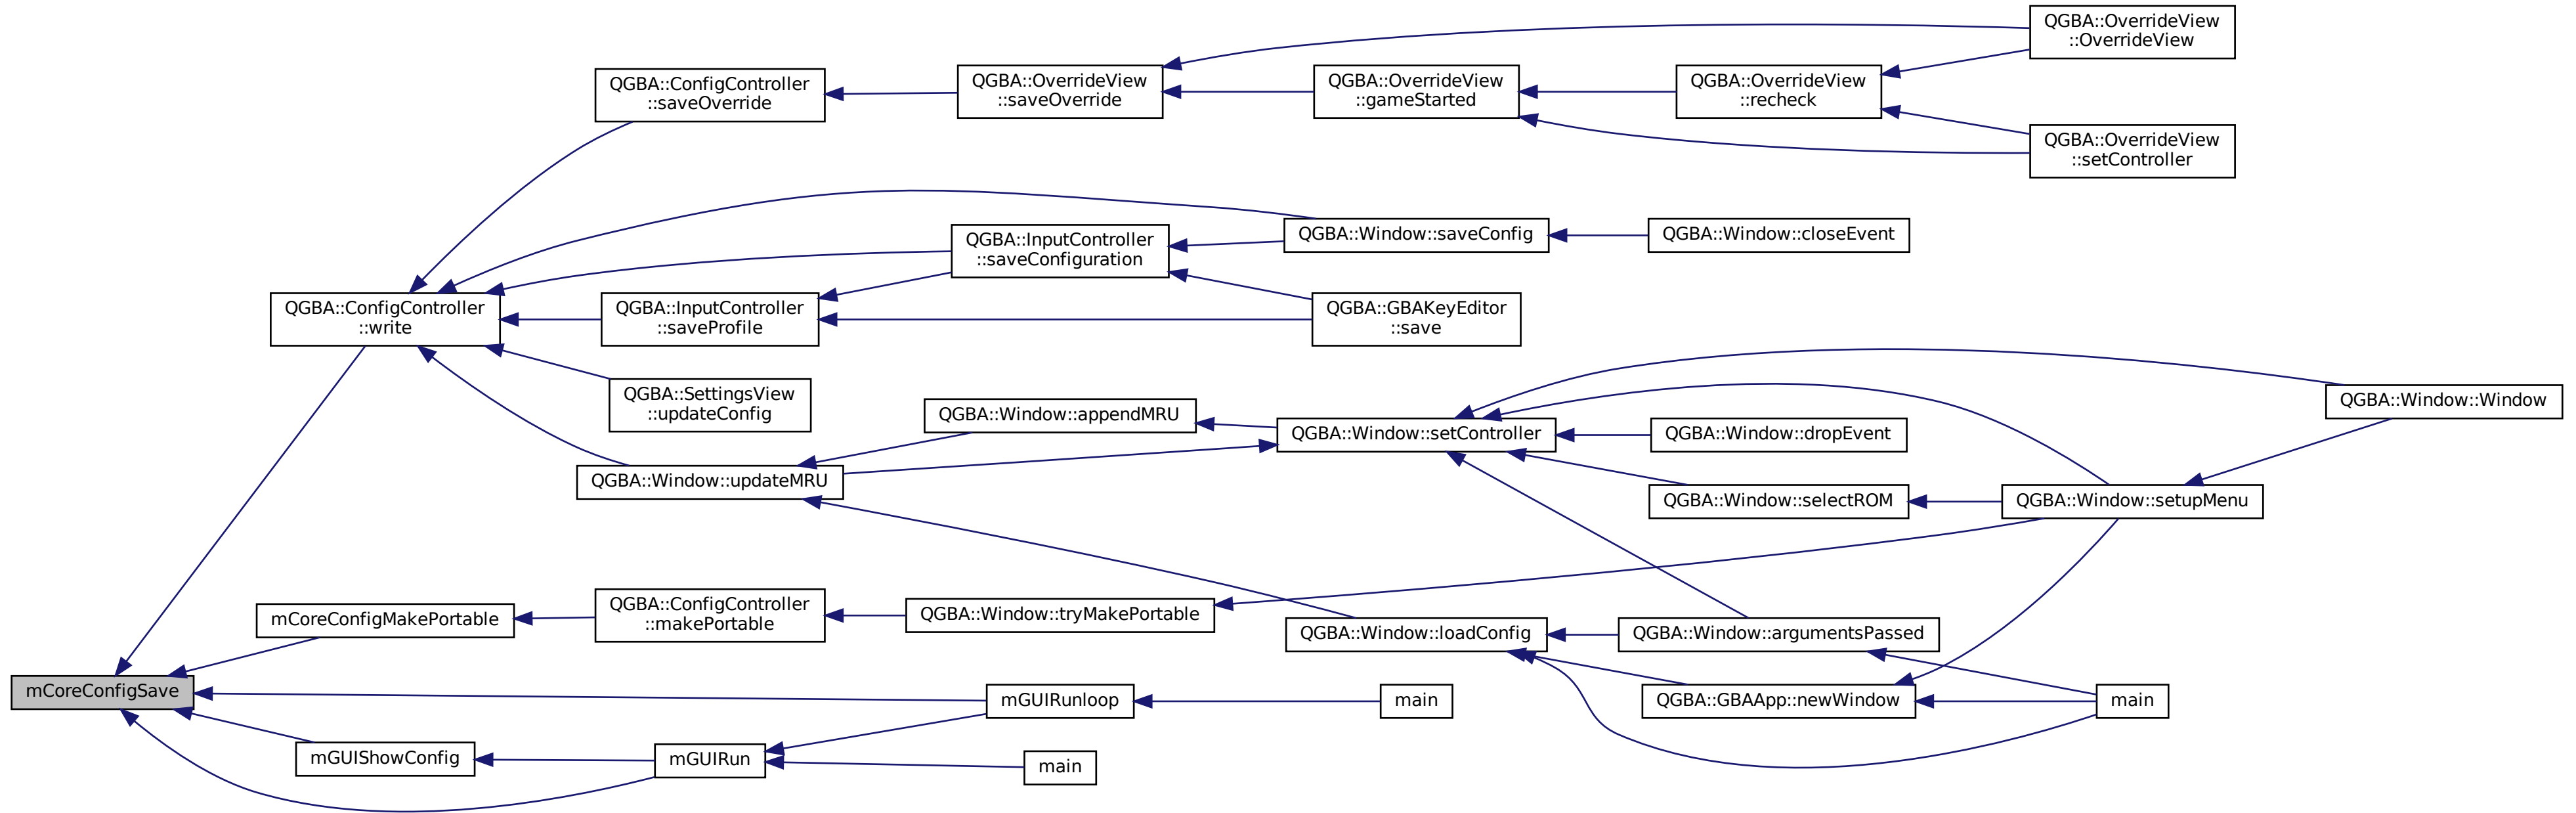 QGBA::OverrideView
::OverrideView
QGBA::ConfigController
::saveOverride
QGBA::OverrideView
::saveOverride
QGBA::OverrideView
::gameStarted
QGBA::OverrideView
::recheck
QGBA::OverrideView
::setController
QGBA::InputController
::saveConfiguration
QGBA::Window::saveConfig
QGBA::Window::closeEvent
QGBA::ConfigController
::write
QGBA::InputController
::saveProfile
QGBA::GBAKeyEditor
::save
QGBA::SettingsView
::updateConfig
QGBA::Window::appendMRU
QGBA::Window::setController
QGBA::Window::dropEvent
QGBA::Window::Window
QGBA::Window::updateMRU
QGBA::Window::selectROM
QGBA::Window::setupMenu
mCoreConfigMakePortable
QGBA::ConfigController
::makePortable
QGBA::Window::tryMakePortable
QGBA::Window::loadConfig
QGBA::Window::argumentsPassed
mCoreConfigSave
mGUIRunloop
main
QGBA::GBAApp::newWindow
main
mGUIShowConfig
mGUIRun
main